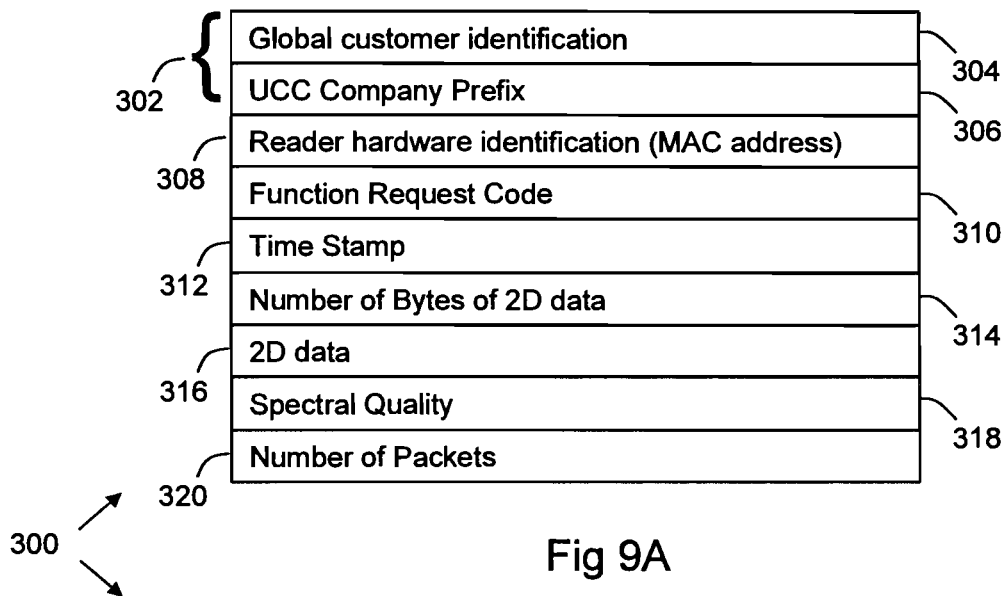 Global customer identification
304
302
UCC Company Prefix
306
Reader hardware identification (MAC address)
308
Function Request Code
310
Time Stamp
312
Number of Bytes of 2D data
314
2D data
316
Spectral Quality
318
Number of Packets
320
300
Fig 9A